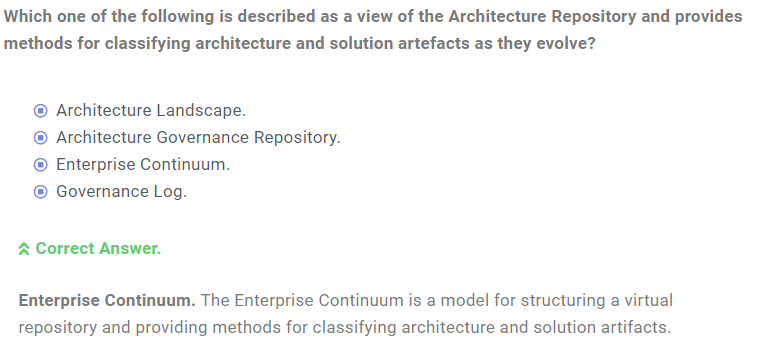 Which one of the following is described as a view of the Architecture Repository and provides
methods for classifying architecture and solution artefacts as they evolve?
Architecture Landscape.
Architecture Governance Repository.
Enterprise Continuum.
Governance Log.
Correct Answer.
Enterprise Continuum. The Enterprise Continuum is a model for structuring a virtual
repository and providing methods for classifying architecture and solution artifacts.